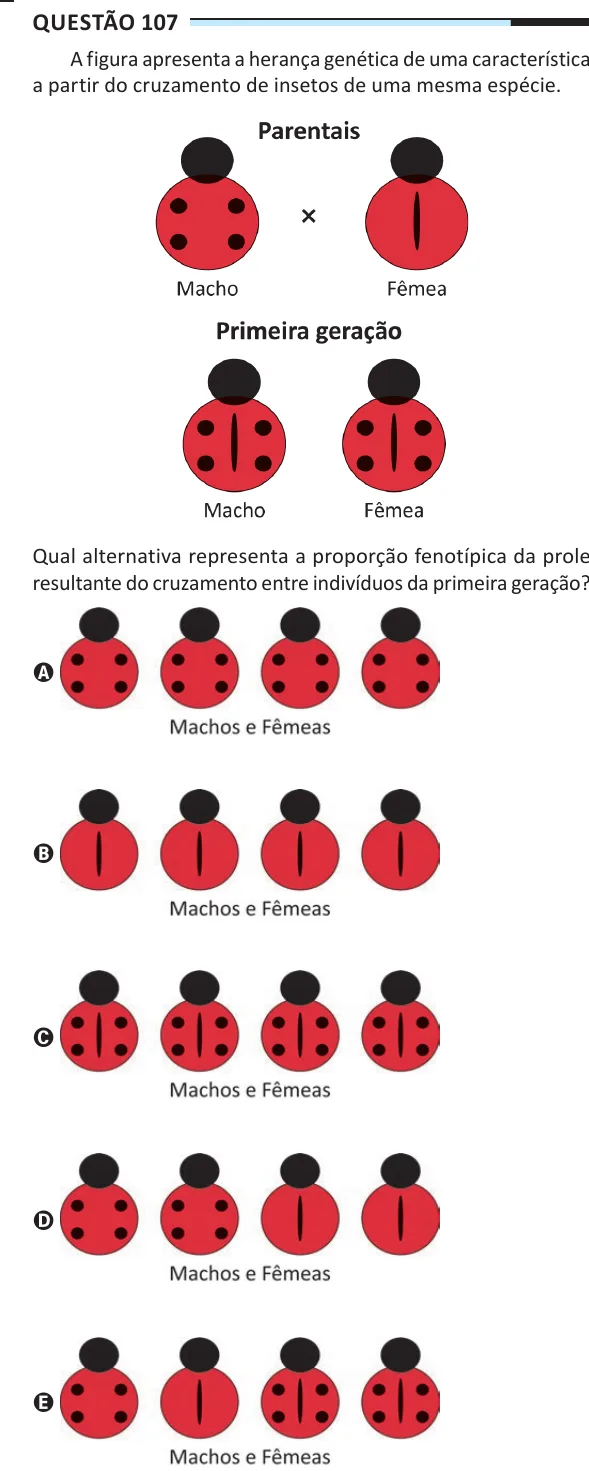 QUESTÃO 107
A figura apresenta a herança genética de uma característica
a partir do cruzamento de insetos de uma mesma espécie.
Parentais
×
Macho
Fêmea
Primeira geração
Macho
Fêmea
Qual alternativa representa a proporção fenotípica da prole
resultante do cruzamento entre indivíduos da primeira geração?
A
Machos e Fêmeas
B
Machos e Fêmeas
C
Machos e Fêmeas
D
Machos e Fêmeas
E
Machos e Fêmeas